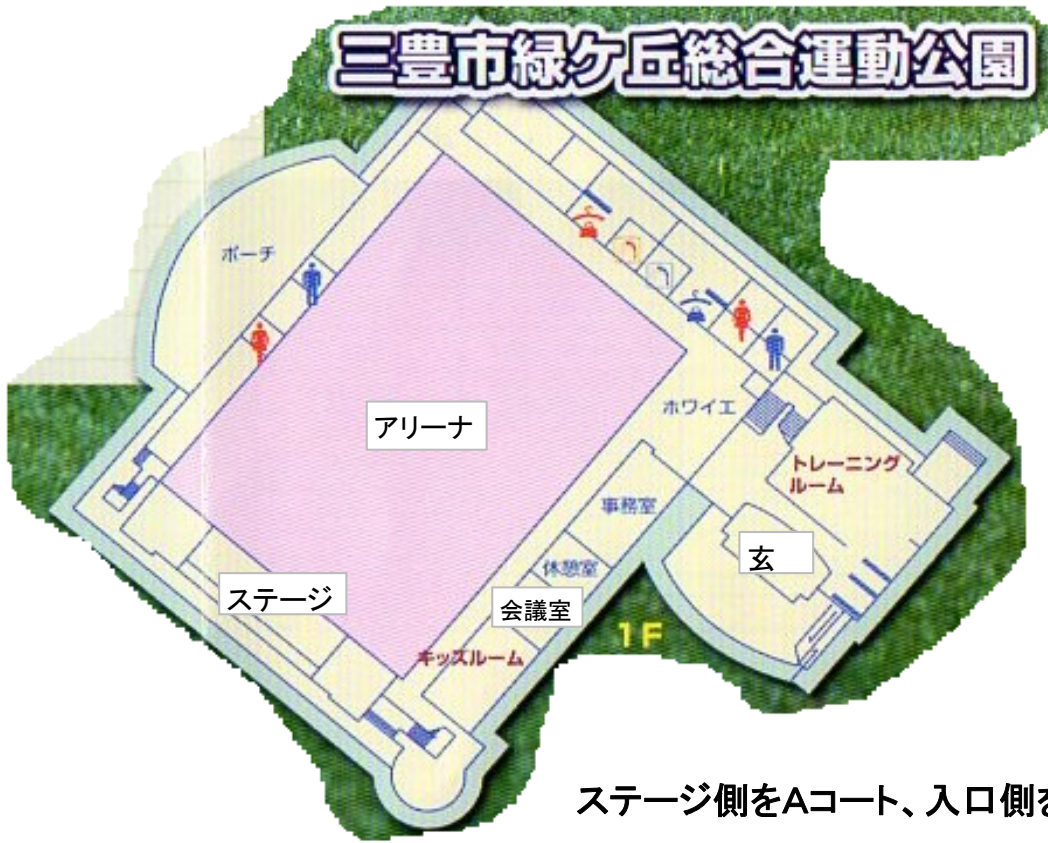 三豊市緑ケ丘総合運動公園
ポーチ
アリーナ
ホワイエ
トレーニング
ルーム
事務室
玄
休憩室
ステージ
会議室
1F
キッズルーム
ステージ側をAコート、入口側を